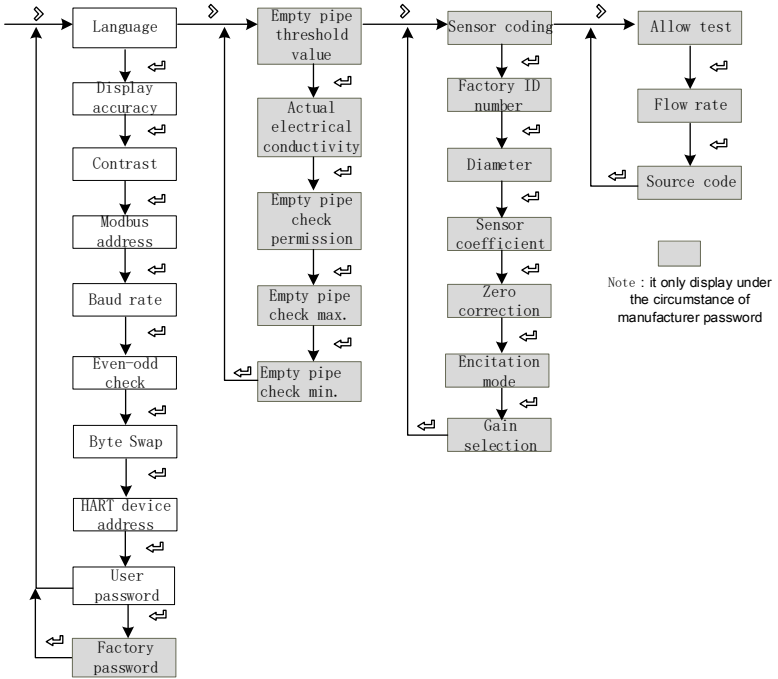 Language
Display
accuracy
Contrast
Modbus
address
Baud rate
Even-odd
check
Byte Swap
HART device
address
User
password
Factory
password
Empty pipe
threshold
value
Actual
electrical
conductivity
Empty pipe
check
permission
Empty pipe
check max.
Empty pipe
check min.
Sensor coding
Factory ID
number
Diameter
Sensor
coefficient
Zero
correction
Encitation
mode
Gain
selection
Allow test
Flow rate
Source code
Note : it only display under
the circumstance of
manufacturer password